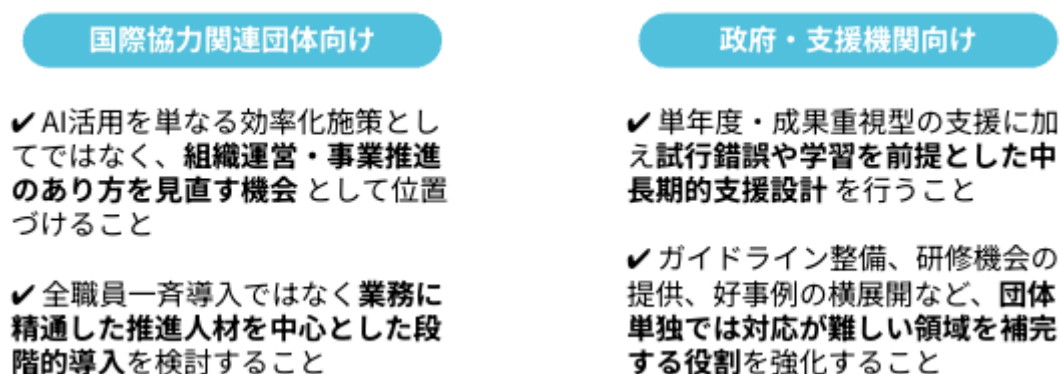 国際協力関連団体向け
✔ AI活用を単なる効率化施策とし
てではなく、組織運営・事業推進
のあり方を見直す機会 として位置
づけること
✔ 全職員一斉導入ではなく業務に
精通した推進人材を中心とした段
階的導入を検討すること
政府・支援機関向け
✔ 単年度・成果重視型の支援に加
え試行錯誤や学習を前提とした中
長期的支援設計 を行うこと
✔ ガイドライン整備、研修機会の
提供、好事例の横展開など、団体
単独では対応が難しい領域を補完
する役割を強化すること